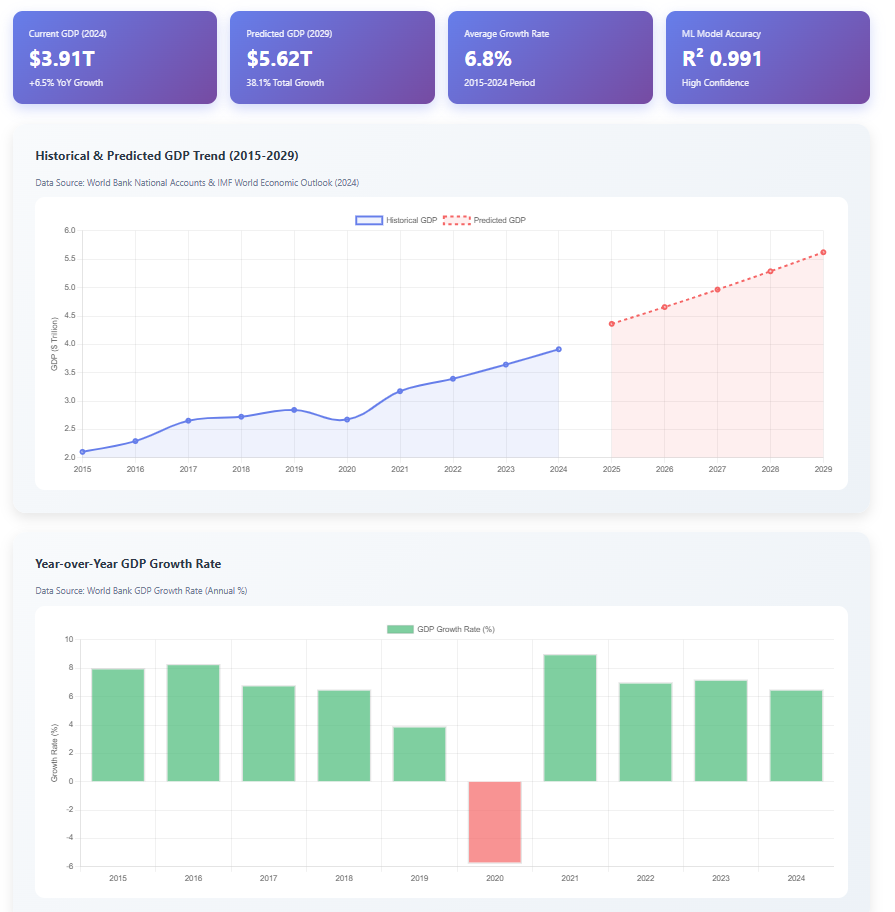 Current GDP (2024)
$3.91T
+6.5% YoY Growth
Predicted GDP (2029)
$5.62T
38.1% Total Growth
Average Growth Rate
6.8%
2015-2024 Period
ML Model Accuracy
R² 0.991
High Confidence
Historical & Predicted GDP Trend (2015-2029)
Data Source: World Bank National Accounts & IMF World Economic Outlook (2024)
Historical GDP
Predicted GDP
GDP ($ Trillion)
6.0
5.5
5.0
4.5
4.0
3.5
3.0
2.5
2.0
2015 2016 2017 2018 2019 2020 2021 2022 2023 2024 2025 2026 2027 2028 2029
Year-over-Year GDP Growth Rate
Data Source: World Bank GDP Growth Rate (Annual %)
GDP Growth Rate (%)
Growth Rate (%)
10
8
6
4
2
0
-2
-4
-6
2015 2016 2017 2018 2019 2020 2021 2022 2023 2024